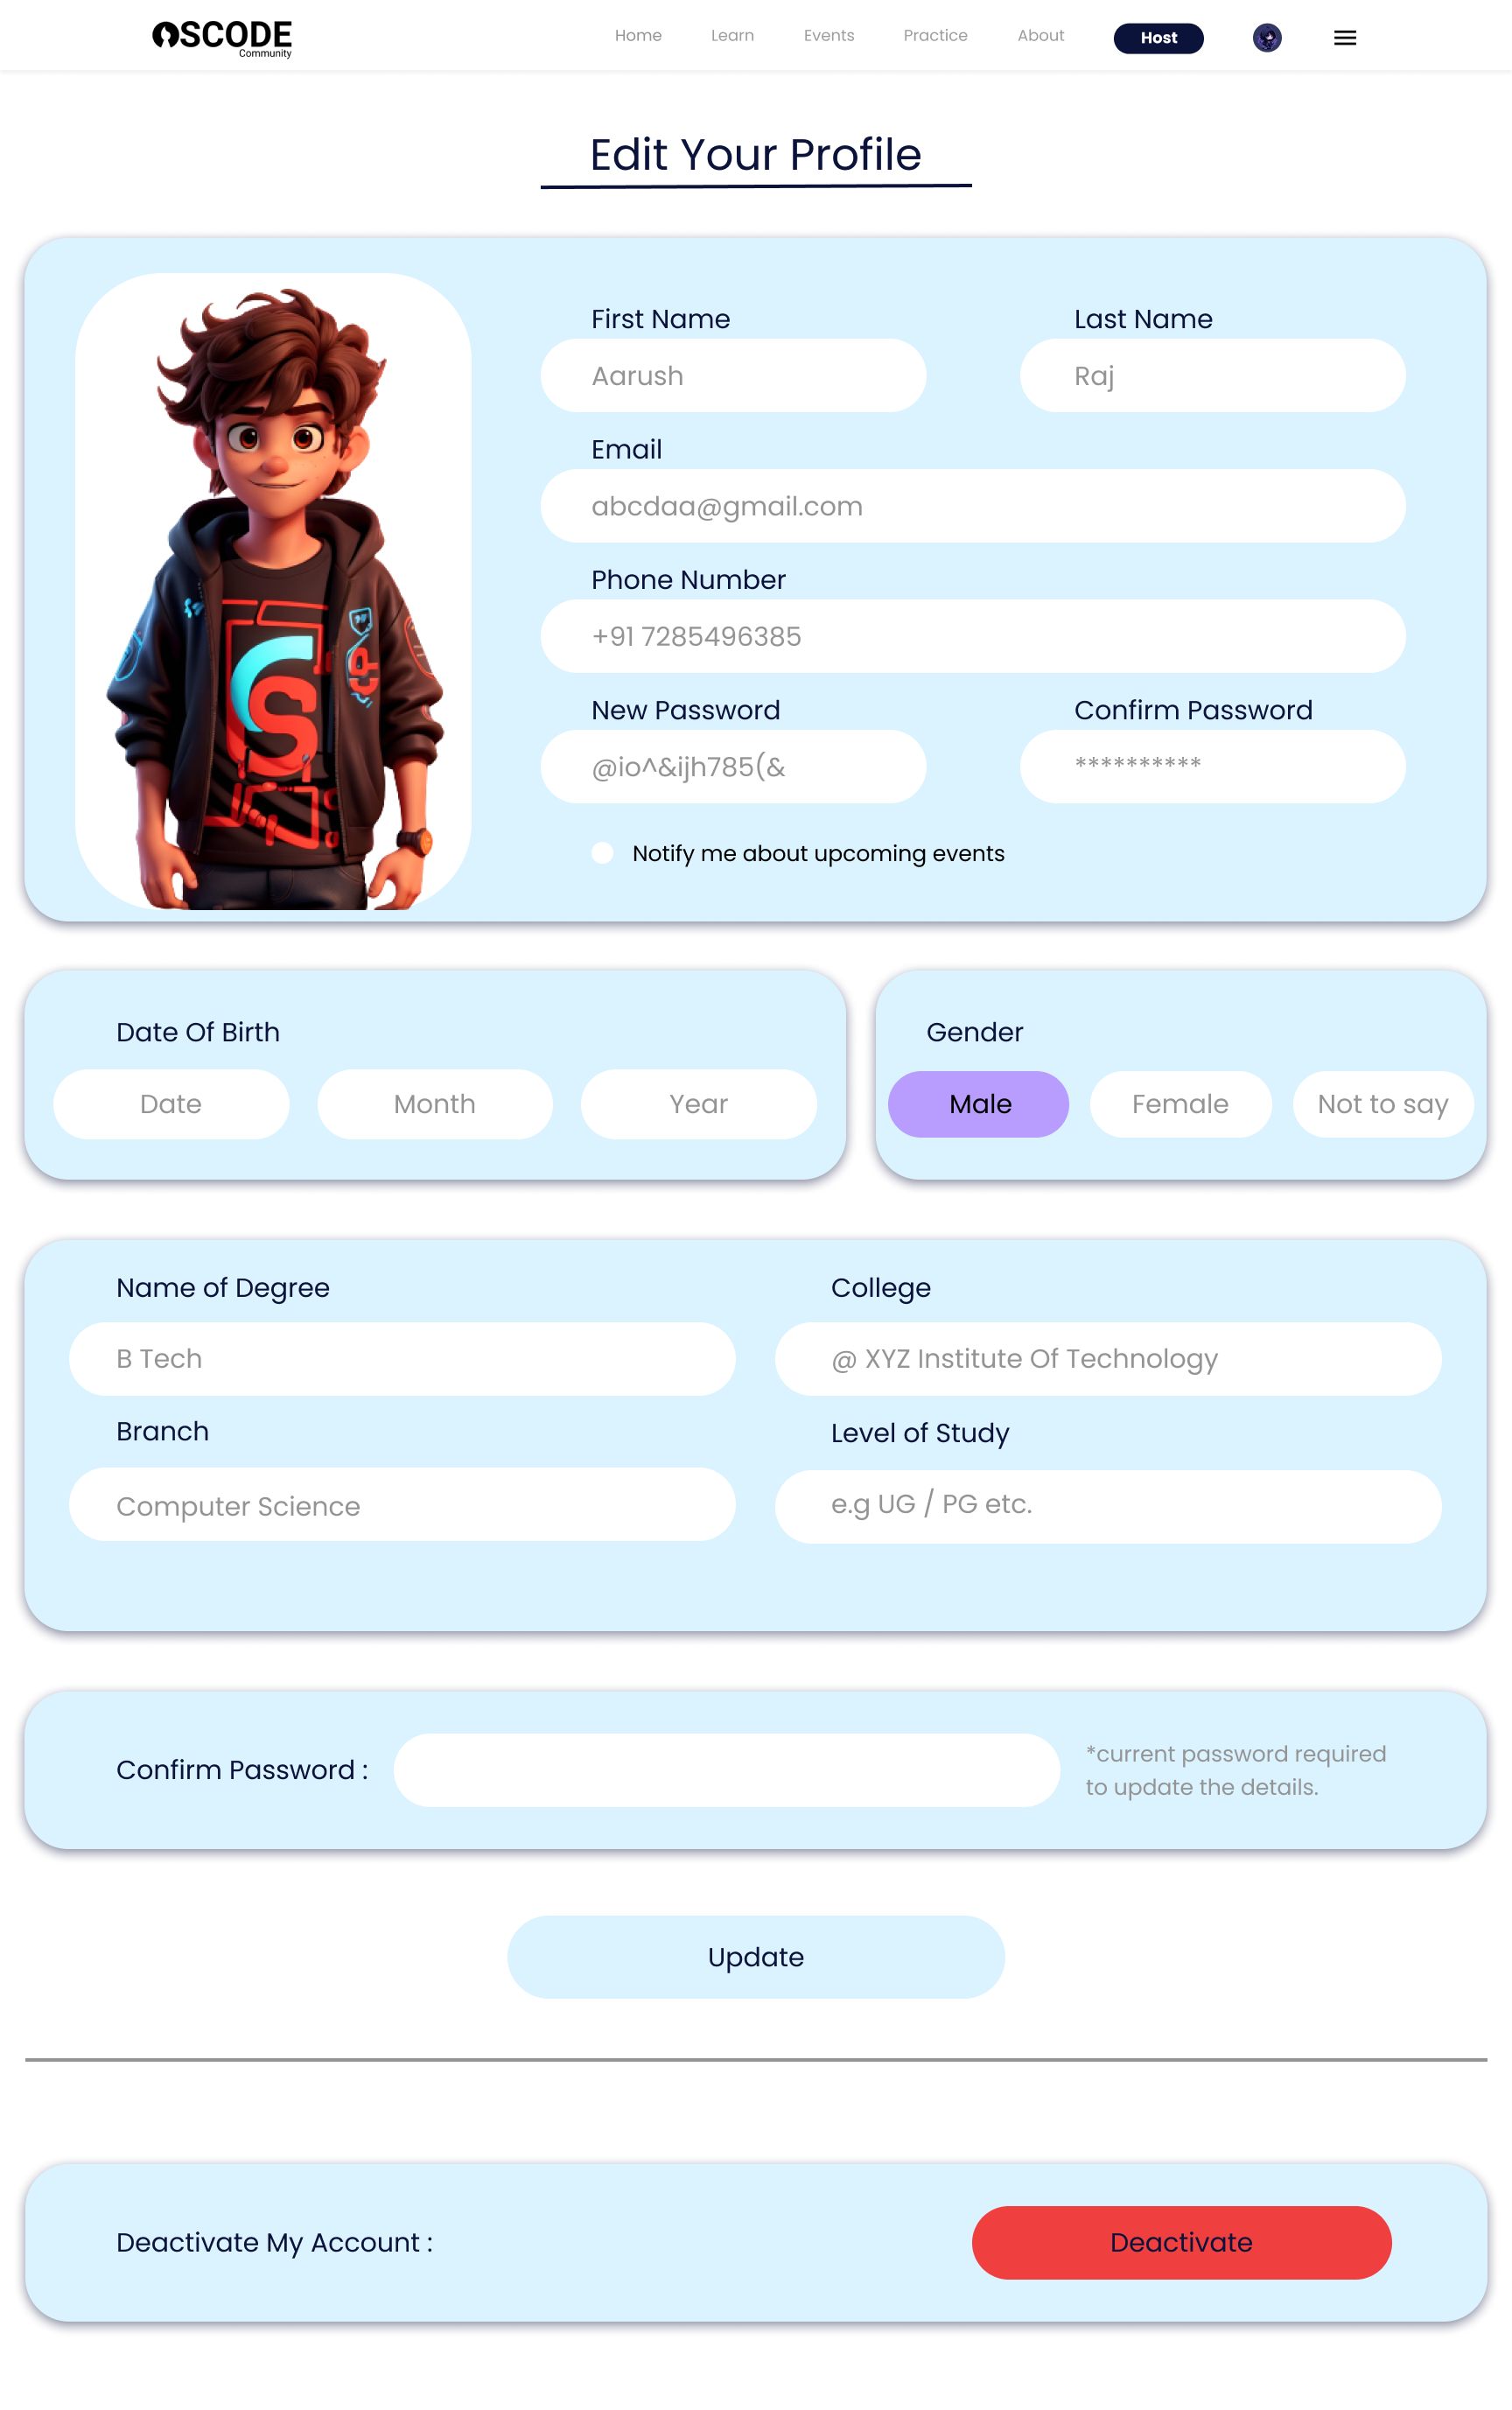 OSCODE
Community
Home Learn Events Practice About Host
Edit Your Profile
First Name Last Name
Aarush Raj
Email
abcdaa@gmail.com
Phone Number
+91 7285496385
New Password Confirm Password
@io^&ijh785(& **********
Notify me about upcoming events
Date Of Birth
Date Month Year
Gender
Male Female Not to say
Name of Degree College
B Tech @ XYZ Institute Of Technology
Branch Level of Study
Computer Science e.g UG / PG etc.
Confirm Password :
*current password required
to update the details.
Update
Deactivate My Account : Deactivate